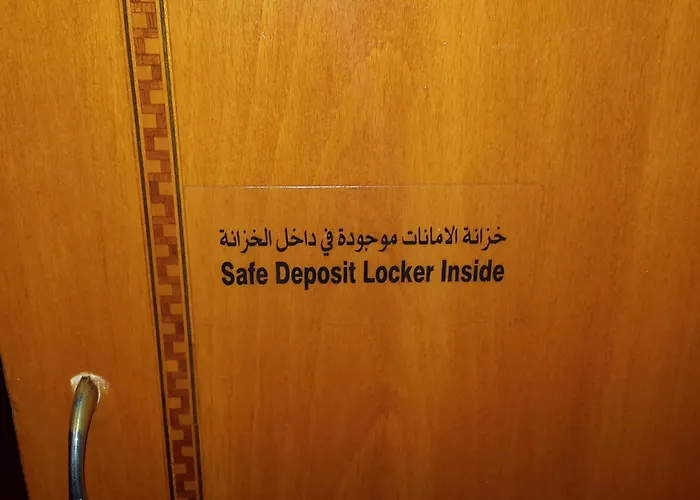 خزانة الامانات موجودة في داخل الخزانة
Safe Deposit Locker Inside